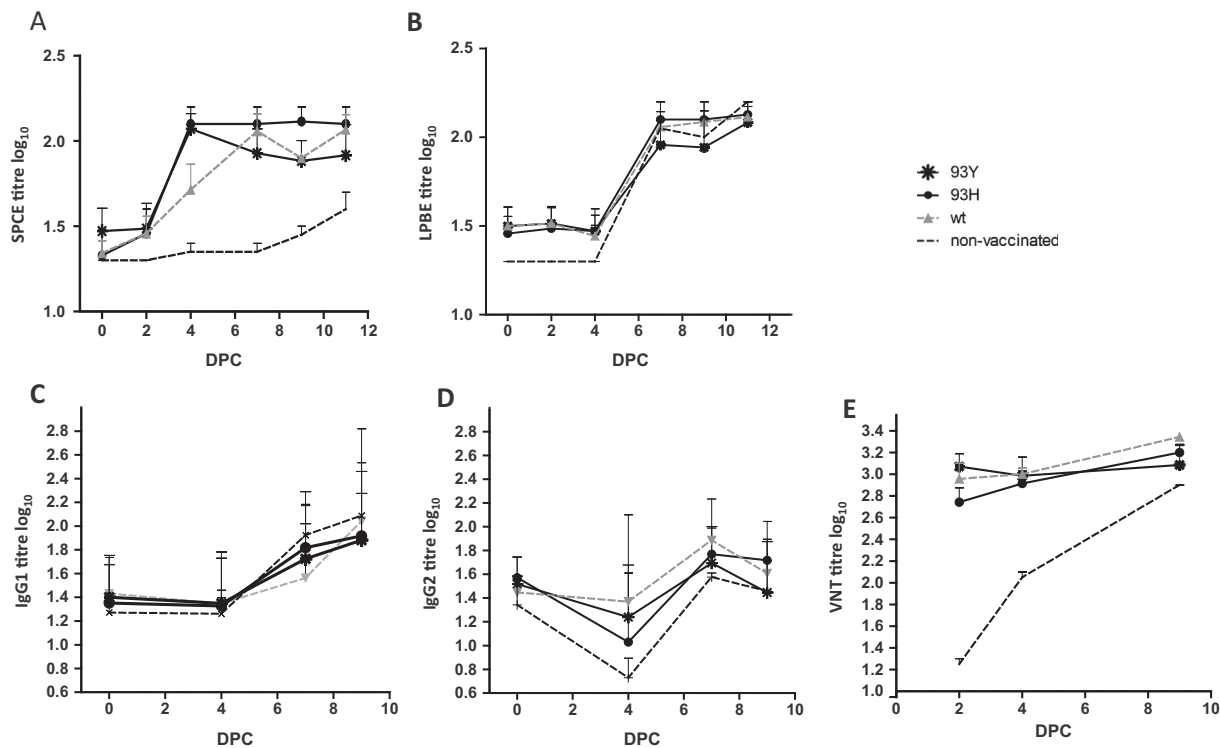 A
SPCE titre log10
2.5
2.0
1.5
1.0
0 2 4 6 8 10 12
DPC
B
LPBE titre log10
2.5
2.0
1.5
1.0
0 2 4 6 8 10 12
DPC
93Y
93H
wt
non-vaccinated
C
IgG1 titre log10
2.8
2.6
2.4
2.2
2.0
1.8
1.6
1.4
1.2
1.0
0.8
0.6
0 2 4 6 8 10
DPC
D
IgG2 titre log10
2.8
2.6
2.4
2.2
2.0
1.8
1.6
1.4
1.2
1.0
0.8
0.6
0 2 4 6 8 10
DPC
E
VNT titre log10
3.4
3.2
3.0
2.8
2.6
2.4
2.2
2.0
1.8
1.6
1.4
1.2
1.0
0 2 4 6 8 10
DPC